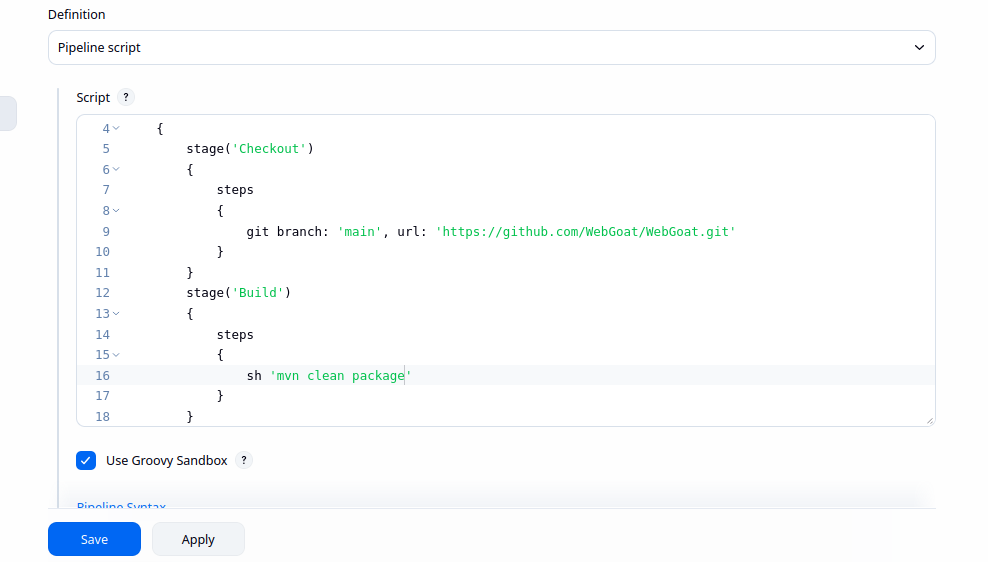 Definition
Pipeline script
Script ?
4 {
5 stage('Checkout')
6 {
7 steps
8 {
9 git branch: 'main', url: 'https://github.com/WebGoat/WebGoat.git'
10 }
11 }
12 stage('Build')
13 {
14 steps
15 {
16 sh 'mvn clean package'
17 }
18 }
Use Groovy Sandbox ?
Pipeline Syntax
Save Apply